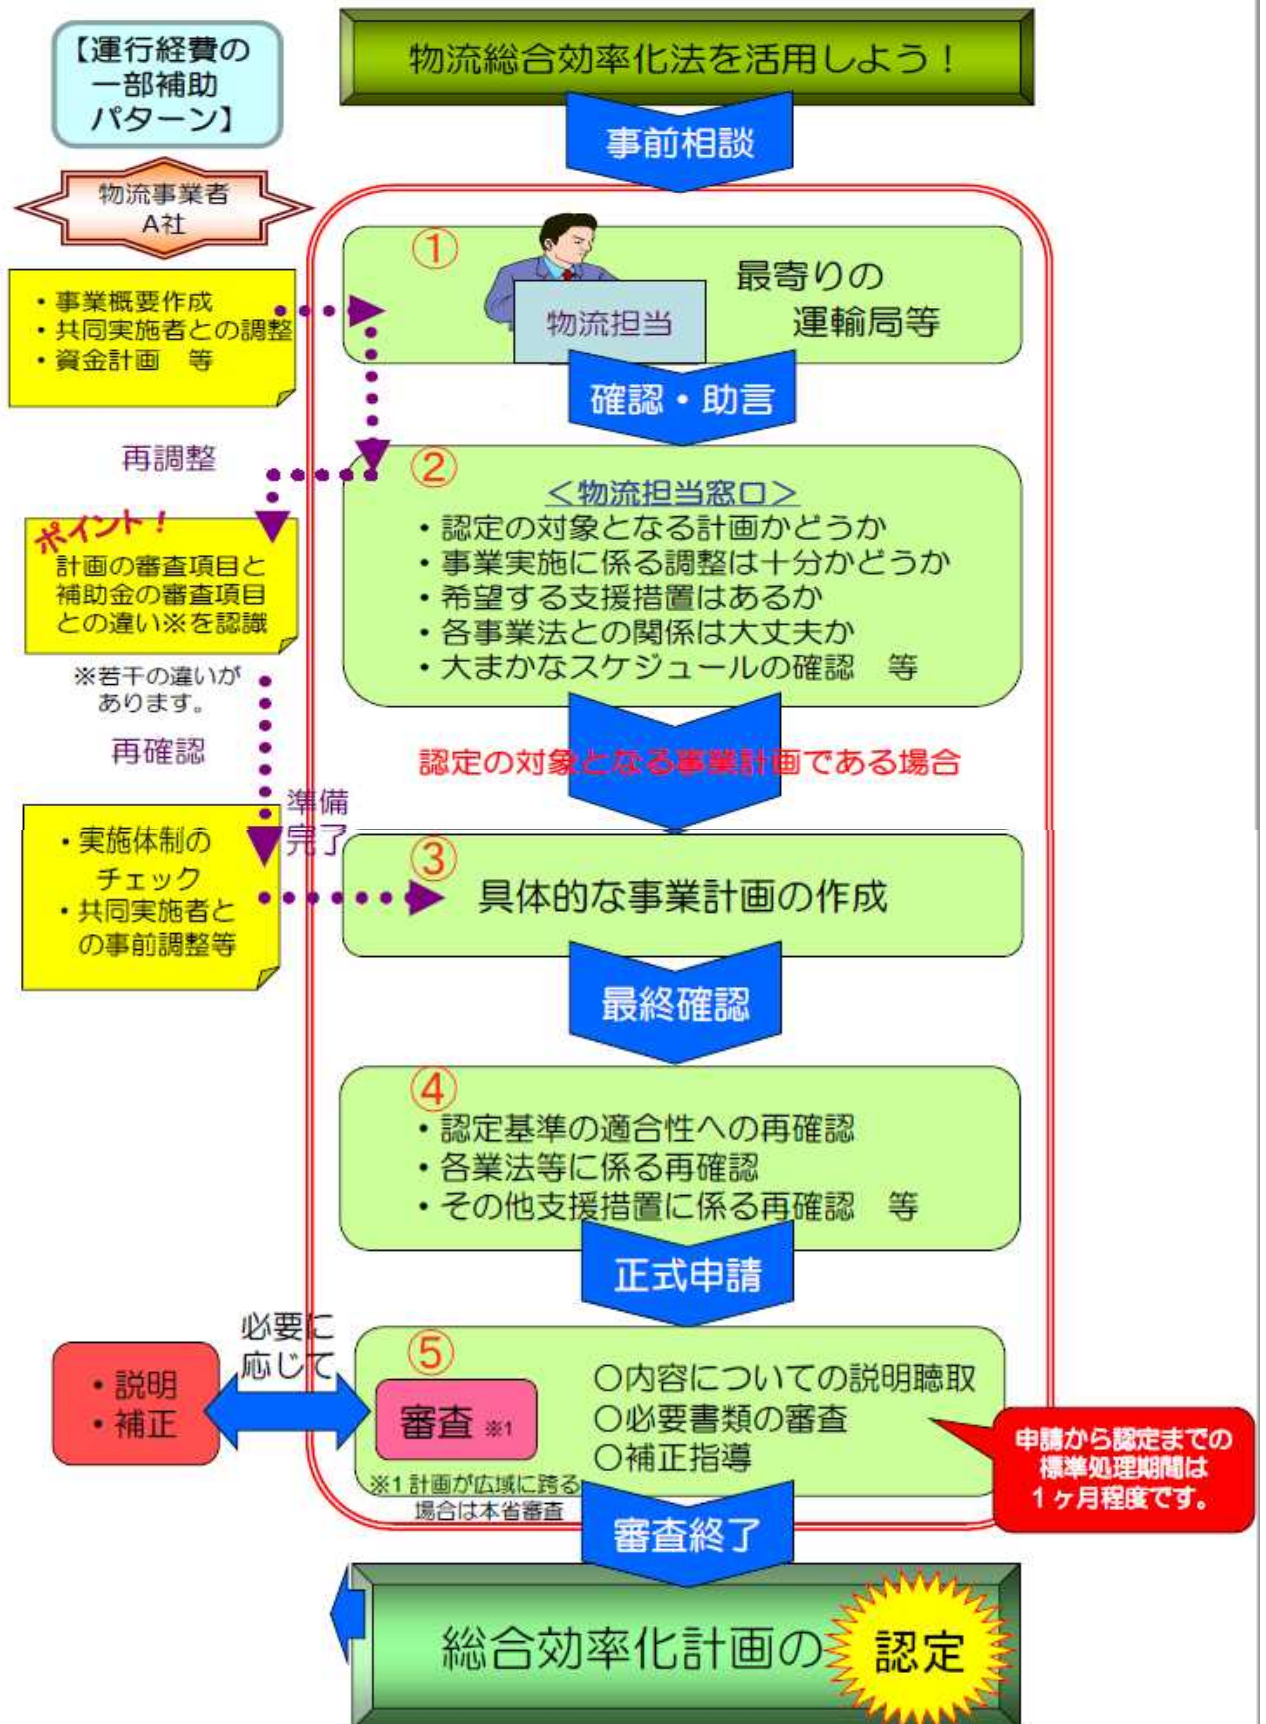 【運行経費の
一部補助
パターン】
物流総合効率化法を活用しよう！
事前相談
物流事業者
A社
・事業概要作成
・共同実施者との調整
・資金計画　等
①
物流担当
最寄りの
運輸局等
確認・助言
再調整
②
＜物流担当窓口＞
・認定の対象となる計画かどうか
・事業実施に係る調整は十分かどうか
・希望する支援措置はあるか
・各事業法との関係は大丈夫か
・大まかなスケジュールの確認　等
ポイント！
計画の審査項目と
補助金の審査項目
との違い※を認識
※若干の違いが
あります。
再確認
認定の対象となる事業計画である場合
準備
完了
・実施体制の
チェック
・共同実施者と
の事前調整等
③
具体的な事業計画の作成
最終確認
④
・認定基準の適合性への再確認
・各業法等に係る再確認
・その他支援措置に係る再確認　等
正式申請
必要に
応じて
・説明
・補正
⑤
審査 ※1
○内容についての説明聴取
○必要書類の審査
○補正指導
※1 計画が広域に跨る
場合は本省審査
申請から認定までの
標準処理期間は
1ヶ月程度です。
審査終了
総合効率化計画の 認定